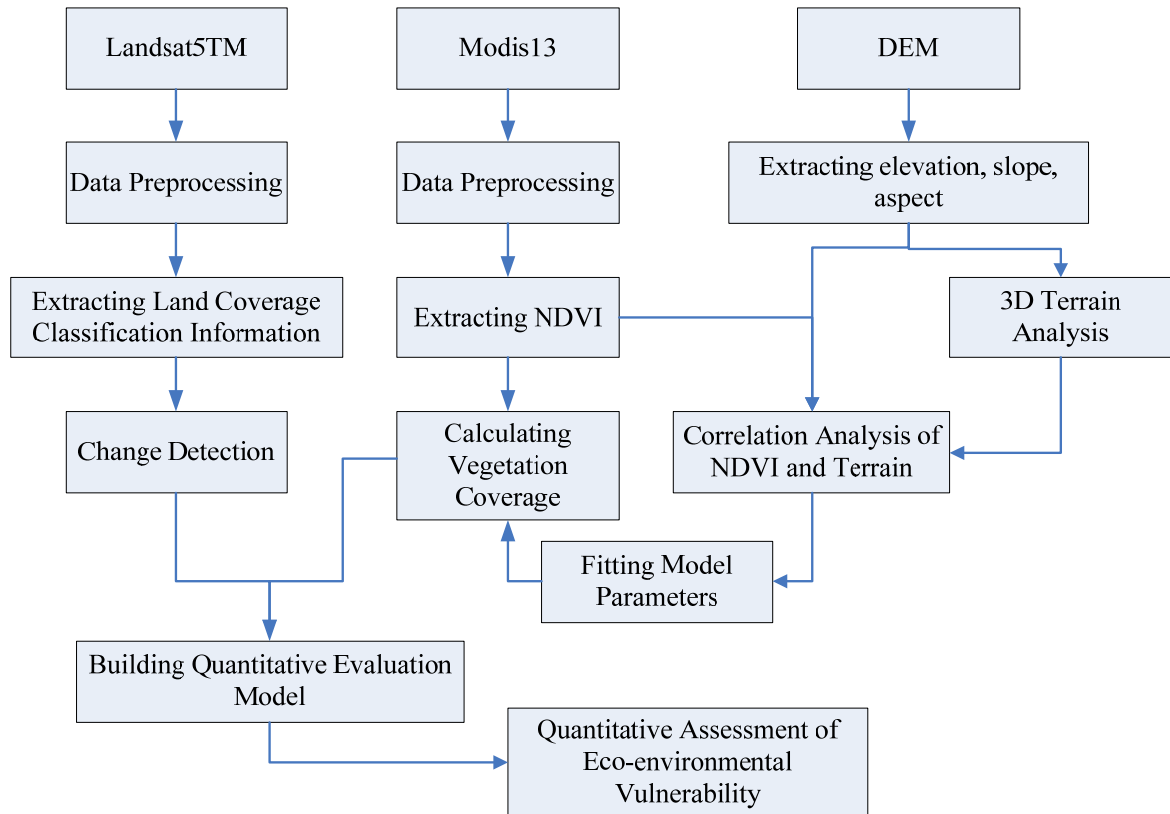 Landsat5TM
Modis13
DEM
Data Preprocessing
Data Preprocessing
Extracting elevation, slope,
aspect
Extracting Land Coverage
Classification Information
Extracting NDVI
3D Terrain
Analysis
Change Detection
Calculating
Vegetation
Coverage
Correlation Analysis of
NDVI and Terrain
Fitting Model
Parameters
Building Quantitative Evaluation
Model
Quantitative Assessment of
Eco-environmental
Vulnerability